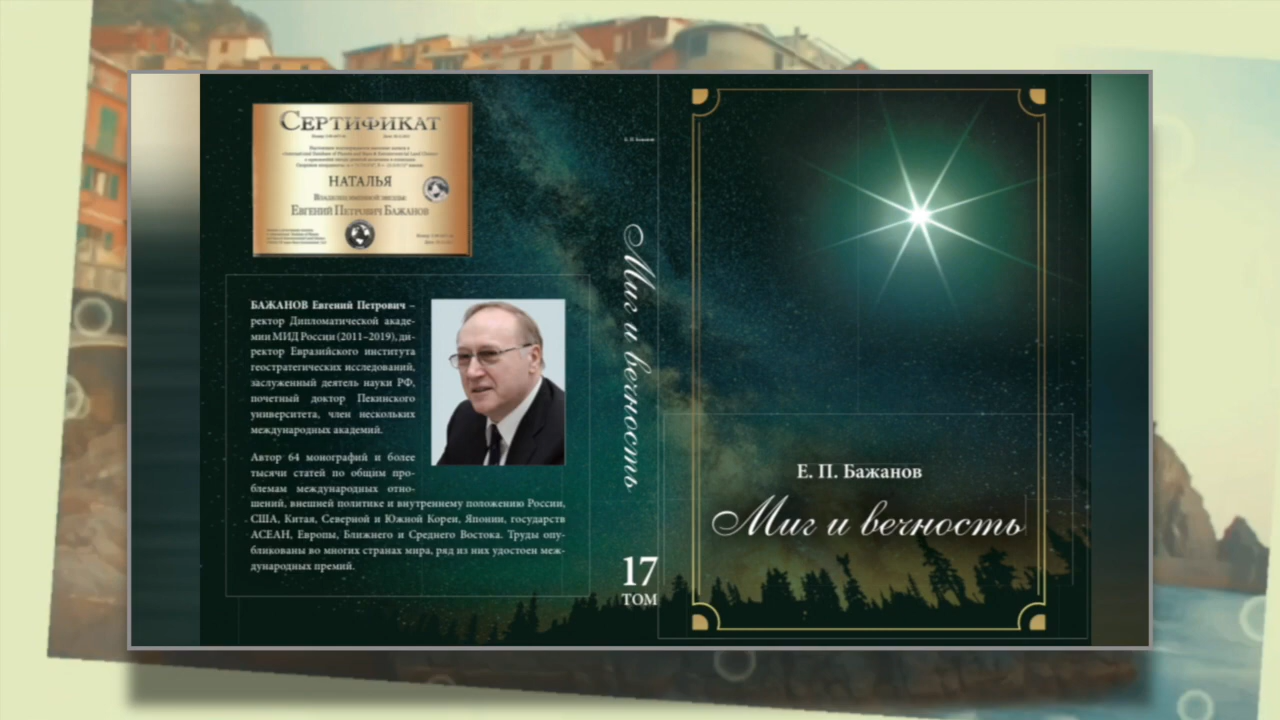 СЕРТИФИКАТ
НАТАЛЬЯ
ВЛАДЕЛЕЦ ИМЕННОЙ ЗВЕЗДЫ:
ЕВГЕНИЙ ПЕТРОВИЧ БАЖАНОВ
БАЖАНОВ Евгений Петрович –
ректор Дипломатической акаде-
мии МИД России (2011–2019), ди-
ректор Евразийского института
геостратегических исследований,
заслуженный деятель науки РФ,
почетный доктор Пекинского
университета, член нескольких
международных академий.
Автор 64 монографий и более
тысячи статей по общим про-
блемам международных отно-
шений, внешней политике и внутреннему положению России,
США, Китая, Северной и Южной Кореи, Японии, государств
АСЕАН, Европы, Ближнего и Среднего Востока. Труды опу-
бликованы во многих странах мира, ряд из них удостоен меж-
дународных премий.
Е. П. Бажанов
Миг и вечность
17
ТОМ
Е. П. Бажанов
Миг и вечность